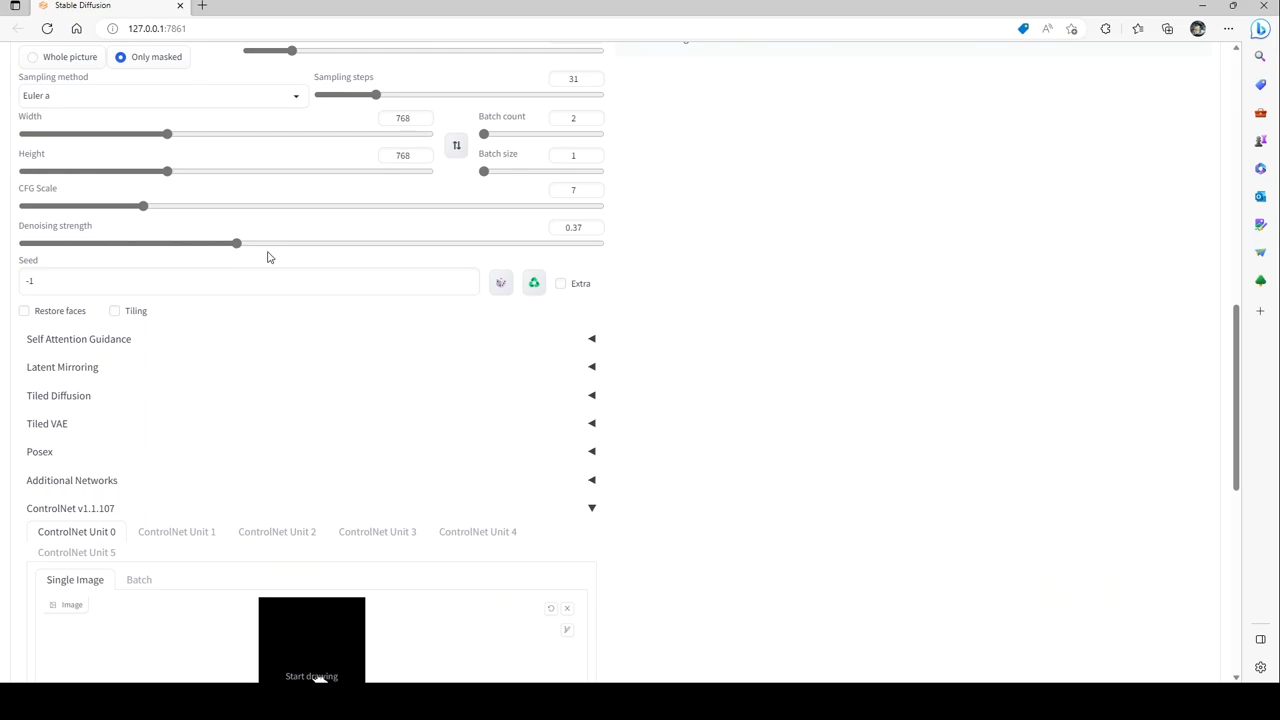 Stable Diffusion
127.0.0.1:7861
Whole picture
Only masked
Sampling method
Sampling steps
31
Euler a
Width
768
Batch count
2
Height
768
Batch size
1
CFG Scale
7
Denoising strength
0.37
Seed
-1
Extra
Restore faces
Tiling
Self Attention Guidance
Latent Mirroring
Tiled Diffusion
Tiled VAE
Posex
Additional Networks
ControlNet v1.1.107
ControlNet Unit 0
ControlNet Unit 1
ControlNet Unit 2
ControlNet Unit 3
ControlNet Unit 4
ControlNet Unit 5
Single Image
Batch
Image
Start drawing